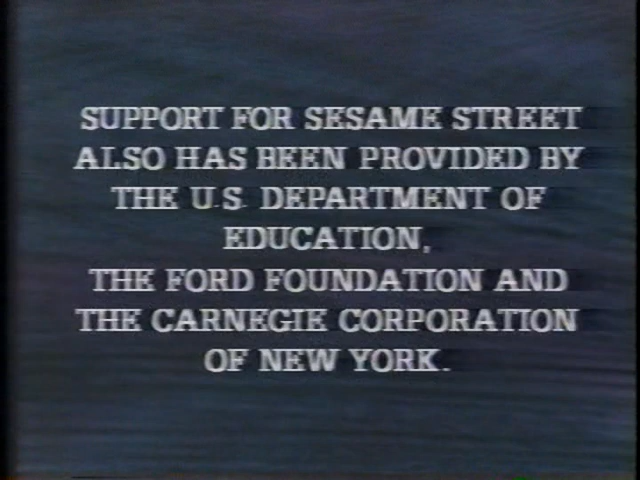 SUPPORT FOR SESAME STREET
ALSO HAS BEEN PROVIDED BY
THE U.S. DEPARTMENT OF
EDUCATION,
THE FORD FOUNDATION AND
THE CARNEGIE CORPORATION
OF NEW YORK.